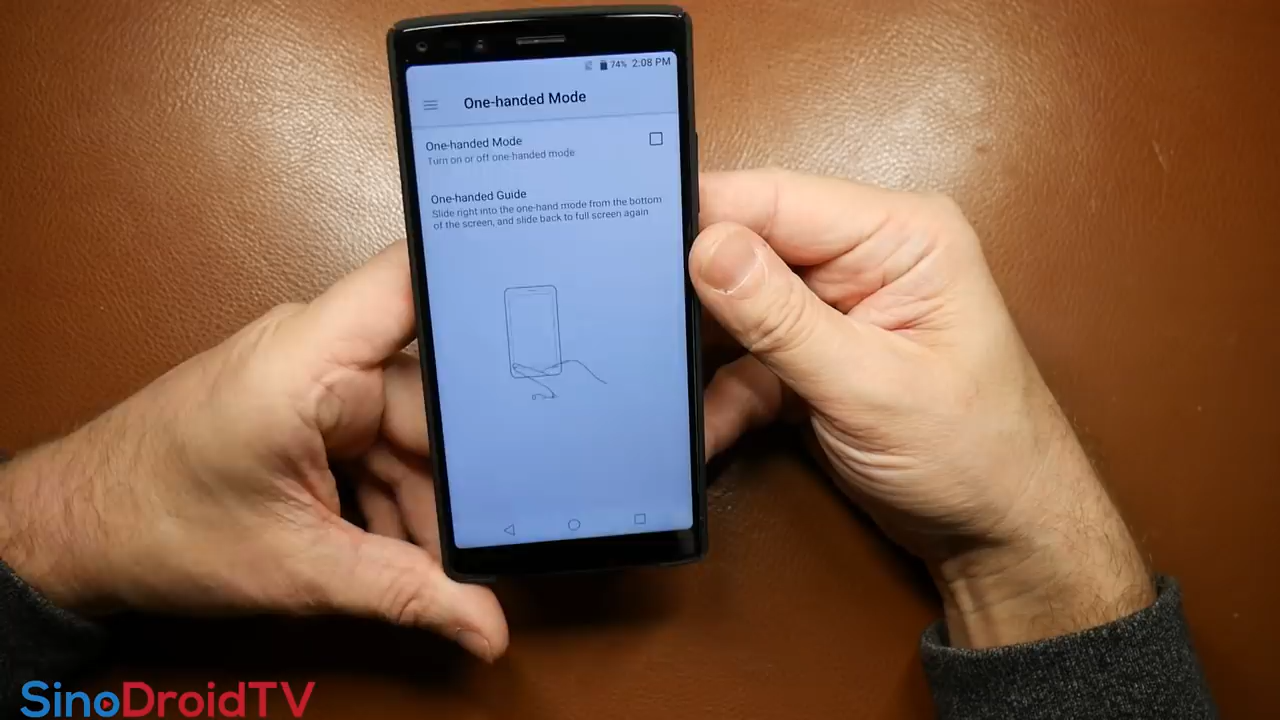 74% 2:08 PM
One-handed Mode
One-handed Mode
Turn on or off one-handed mode
One-handed Guide
Slide right into the one-hand mode from the bottom
of the screen, and slide back to full screen again
SinoDroidTV